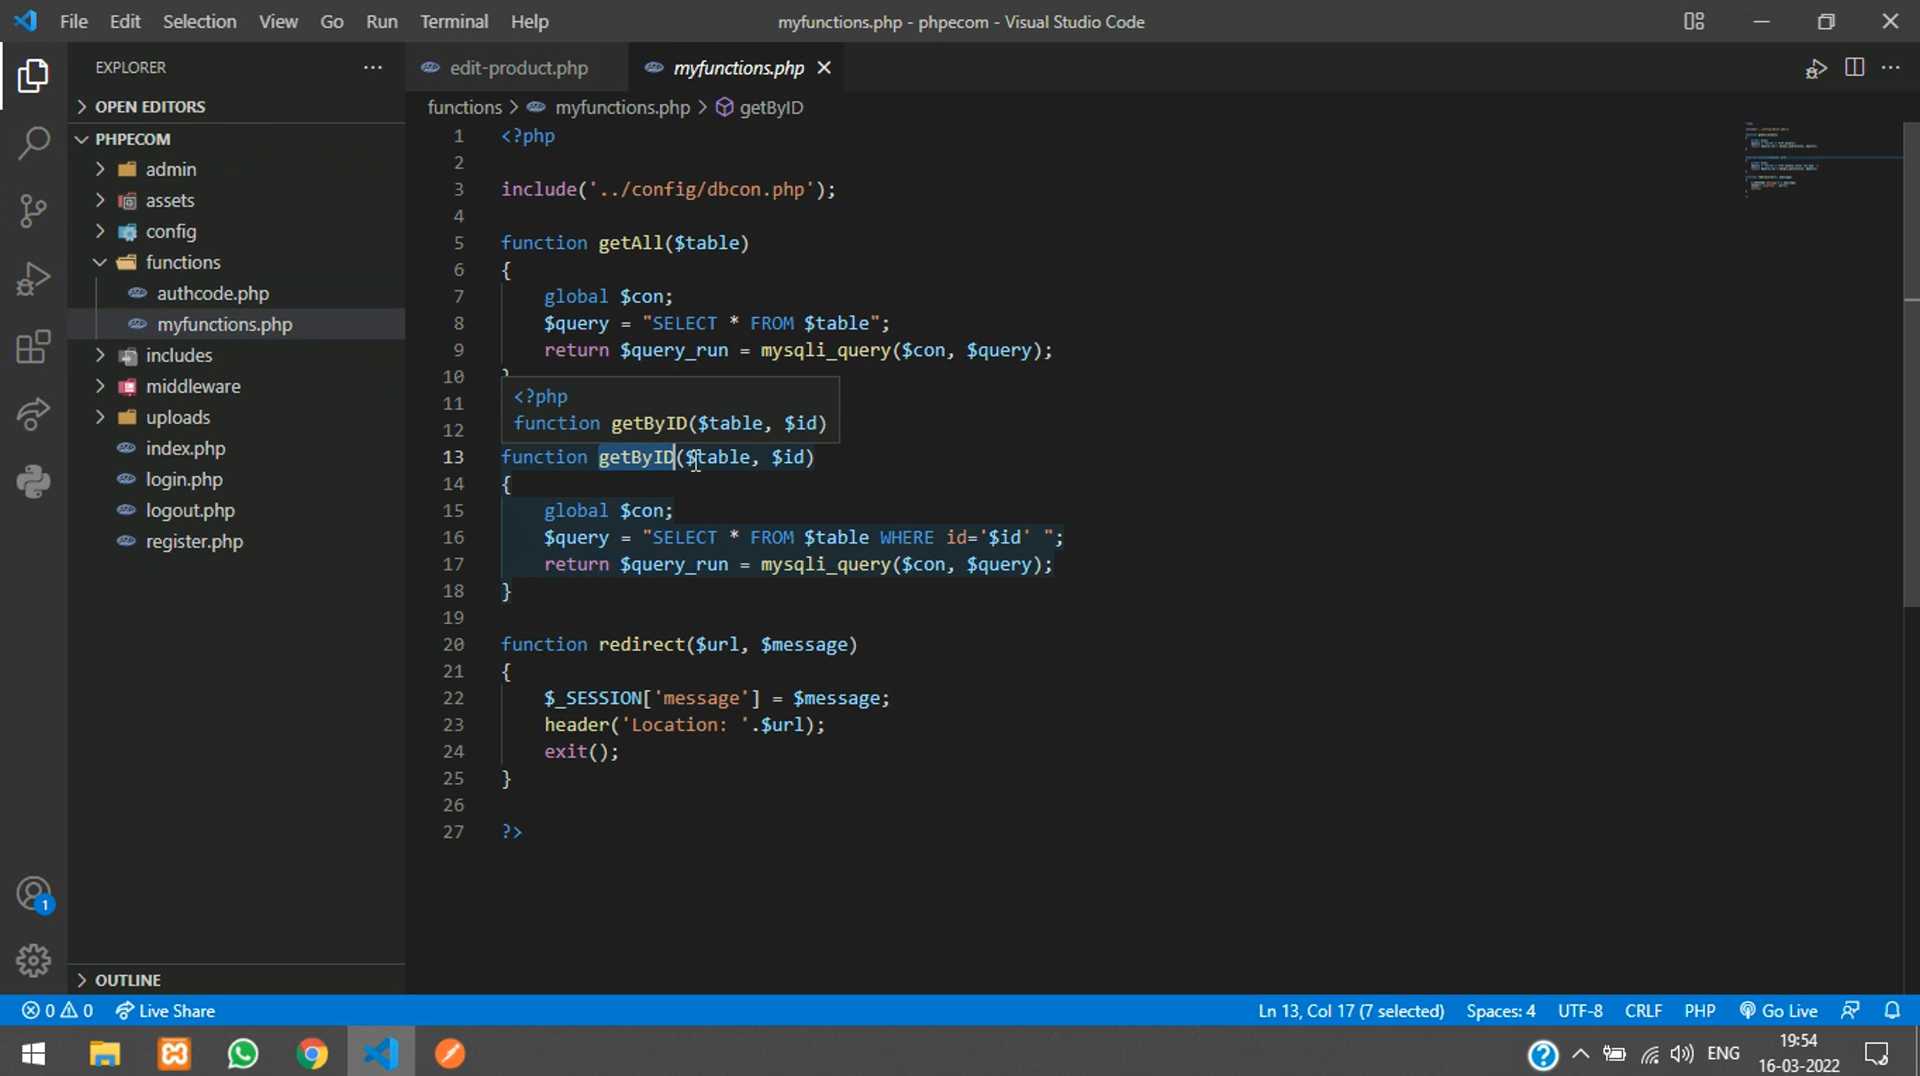 File Edit Selection View Go Run Terminal Help
myfunctions.php - phpecom - Visual Studio Code
EXPLORER
OPEN EDITORS
PHPECOM
admin
assets
config
functions
authcode.php
myfunctions.php
includes
middleware
uploads
index.php
login.php
logout.php
register.php
OUTLINE
edit-product.php
myfunctions.php
functions > myfunctions.php > getByID
1 <?php
2
3 include('../config/dbcon.php');
4
5 function getAll($table)
6 {
7 global $con;
8 $query = "SELECT * FROM $table";
9 return $query_run = mysqli_query($con, $query);
10 }
11
12
<?php
function getByID($table, $id)
13 function getByID($table, $id)
14 {
15 global $con;
16 $query = "SELECT * FROM $table WHERE id='$id' ";
17 return $query_run = mysqli_query($con, $query);
18 }
19
20 function redirect($url, $message)
21 {
22 $_SESSION['message'] = $message;
23 header('Location: '.$url);
24 exit();
25 }
26
27 ?>
1
0 0 Live Share
Ln 13, Col 17 (7 selected) Spaces: 4 UTF-8 CRLF PHP Go Live
ENG
19:54
16-03-2022